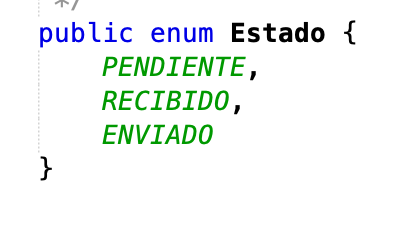 */
public enum Estado {
PENDIENTE,
RECIBIDO,
ENVIADO
}